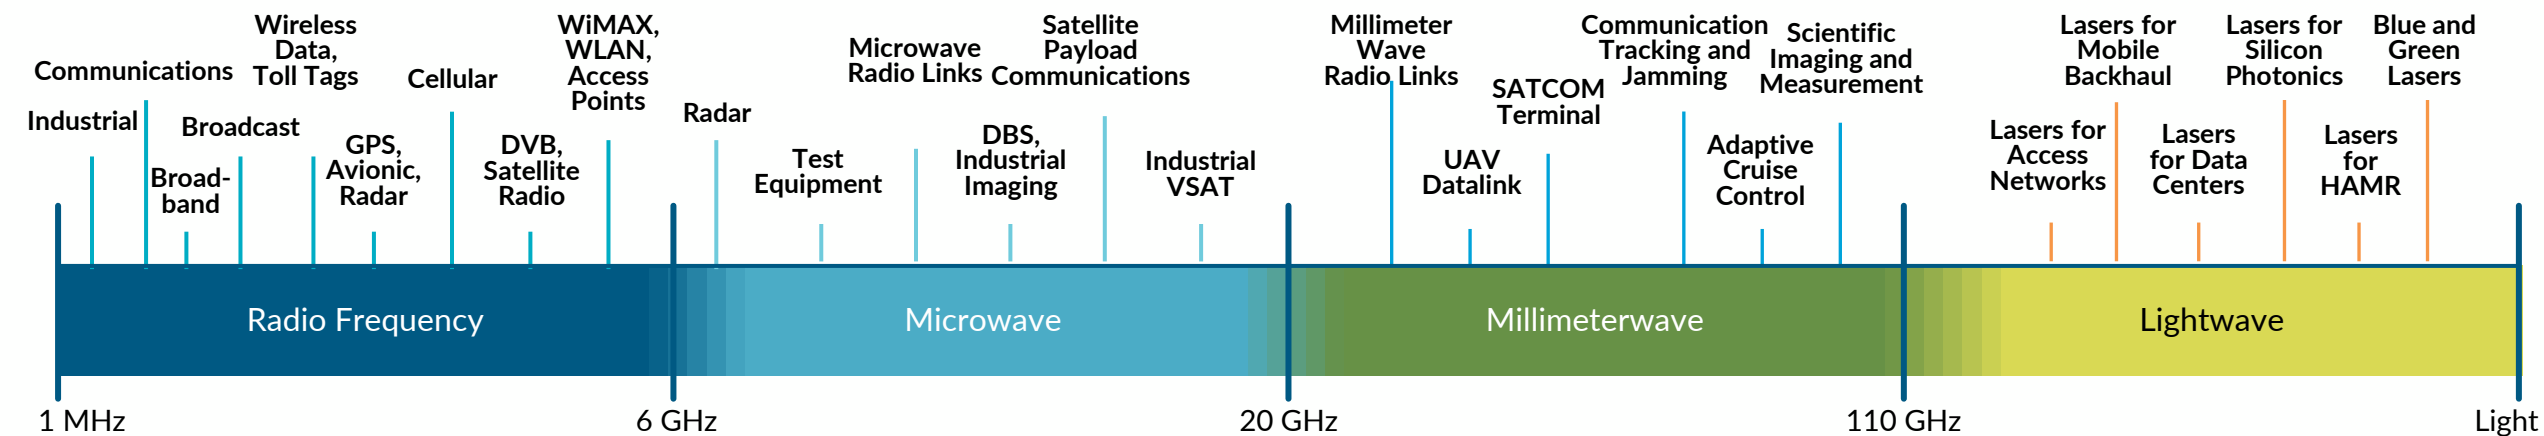 Communications
Industrial
Broad-
band
Broadcast
Wireless
Data,
Toll Tags
GPS,
Avionic,
Radar
Cellular
DVB,
Satellite
Radio
WiMAX,
WLAN,
Access
Points
Radar
Test
Equipment
Microwave
Radio Links
DBS,
Industrial
Imaging
Satellite
Payload
Communications
Industrial
VSAT
Millimeter
Wave
Radio Links
UAV
Datalink
SATCOM
Terminal
Communication
Tracking and
Jamming
Adaptive
Cruise
Control
Scientific
Imaging and
Measurement
Lasers for
Access
Networks
Lasers for
Mobile
Backhaul
Lasers
for Data
Centers
Lasers for
Silicon
Photonics
Lasers
for
HAMR
Blue and
Green
Lasers
Radio Frequency
Microwave
Millimeterwave
Lightwave
1 MHz
6 GHz
20 GHz
110 GHz
Light